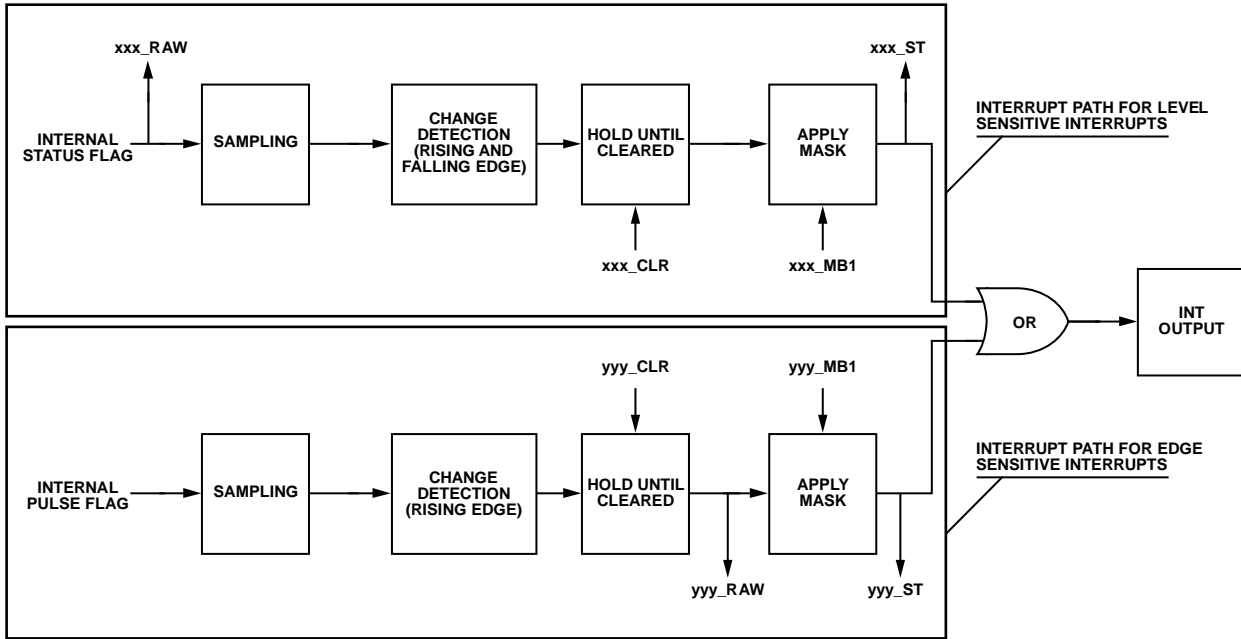 xxx_RAW
xxx_ST
INTERNAL
STATUS FLAG
SAMPLING
CHANGE
DETECTION
(RISING AND
FALLING EDGE)
HOLD UNTIL
CLEARED
APPLY
MASK
INTERRUPT PATH FOR LEVEL
SENSITIVE INTERRUPTS
xxx_CLR
xxx_MB1
OR
INT
OUTPUT
yyy_CLR
yyy_MB1
INTERNAL
PULSE FLAG
SAMPLING
CHANGE
DETECTION
(RISING EDGE)
HOLD UNTIL
CLEARED
APPLY
MASK
INTERRUPT PATH FOR EDGE
SENSITIVE INTERRUPTS
yyy_RAW
yyy_ST